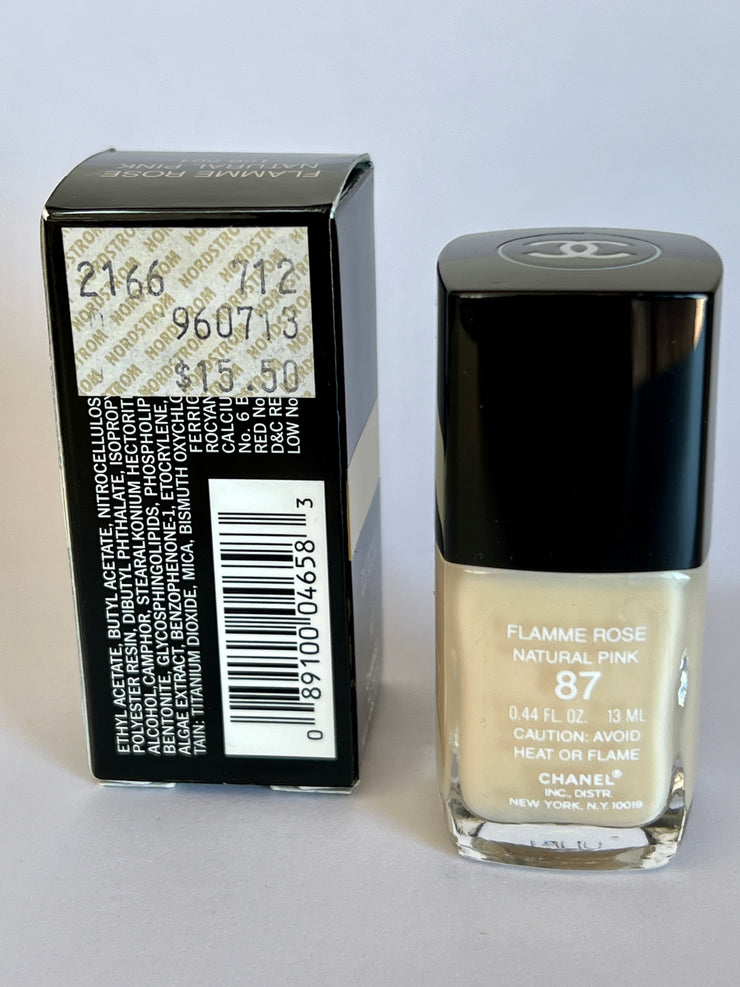 FLAMME ROSE
NATURAL PINK
NORDSTROM
2166 712
960713
$15.50
ETHYL ACETATE, BUTYL ACETATE, NITROCELLULOS
POLYESTER RESIN, DIBUTYL PHTHALATE, ISOPROPY
ALCOHOL, CAMPHOR, STEARALKONIUM HECTORIT
BENTONITE, GLYCOSPHINGOLIPIDS, PHOSPHOLIP
ALGAE EXTRACT, BENZOPHENONE-1, ETOCRYLENE,
TAIN: TITANIUM DIOXIDE, MICA, BISMUTH OXYCHLO
FERRIC
ROCYAN
CALCIU
No. 6 B
RED No
D&C RE
LOW No
0 89100 04658 3
FLAMME ROSE
NATURAL PINK
87
0.44 FL. OZ. 13 ML
CAUTION: AVOID
HEAT OR FLAME
CHANEL®
INC., DISTR.
NEW YORK, N.Y. 10019